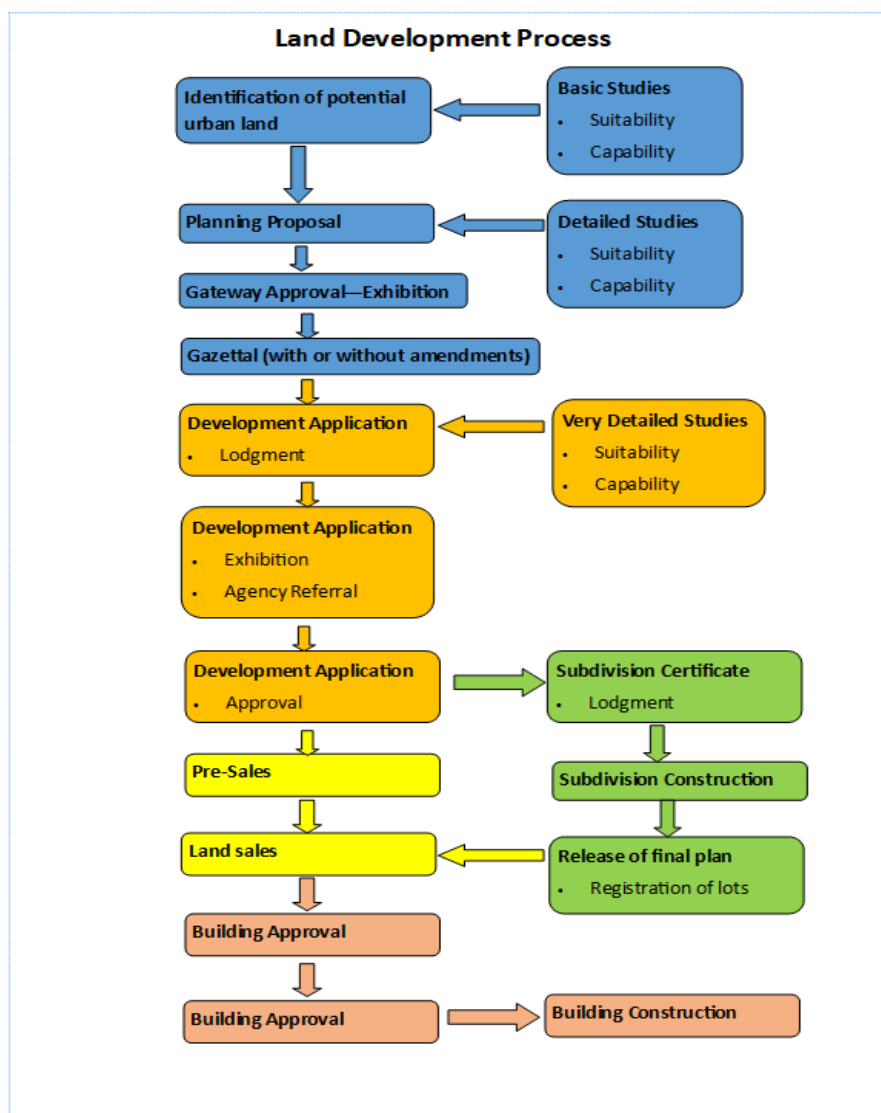 Land Development Process
Identification of potential
urban land
Basic Studies
• Suitability
• Capability
Planning Proposal
Detailed Studies
• Suitability
• Capability
Gateway Approval—Exhibition
Gazettal (with or without amendments)
Development Application
• Lodgment
Very Detailed Studies
• Suitability
• Capability
Development Application
• Exhibition
• Agency Referral
Development Application
• Approval
Subdivision Certificate
• Lodgment
Pre-Sales
Subdivision Construction
Land sales
Release of final plan
• Registration of lots
Building Approval
Building Approval
Building Construction